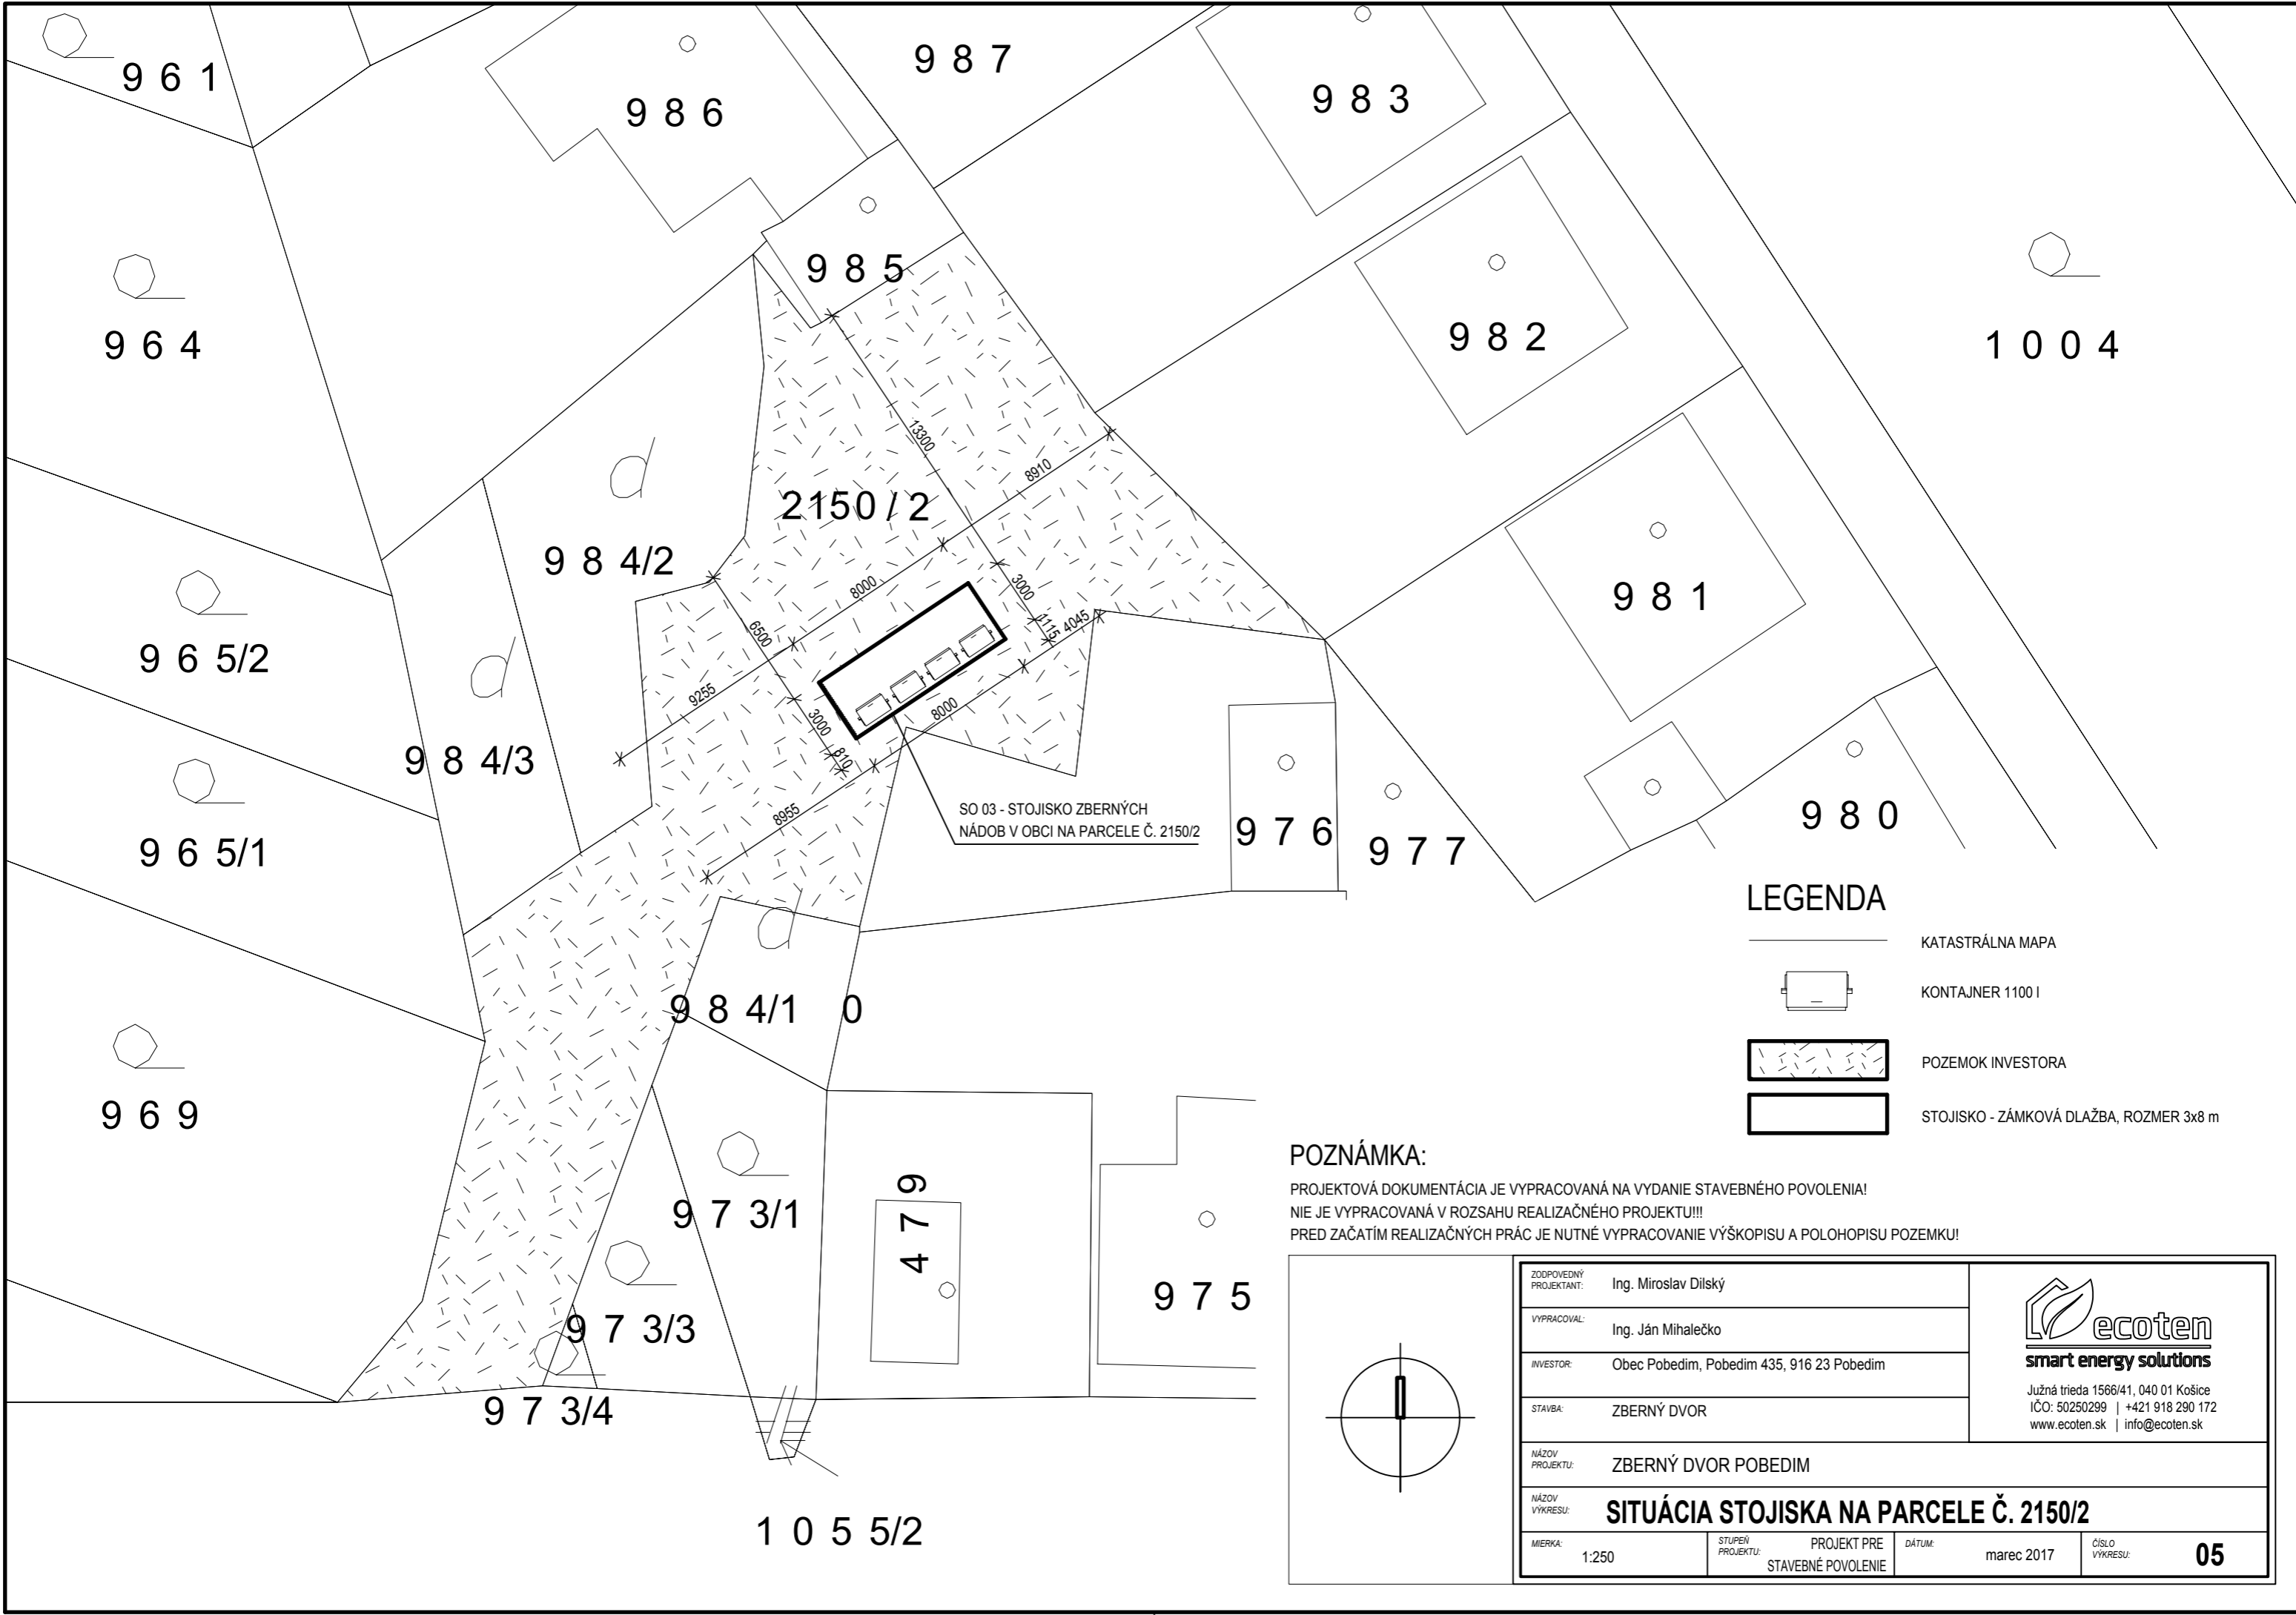 9 6 1
9 8 6
9 8 7
9 8 3
9 6 4
9 8 5
9 8 2
1 0 0 4
13300
8910
2150 / 2
9 8 4/2
8000
3000
1115
4045
9 8 1
6500
9 6 5/2
9255
3000
810
8000
9 8 4/3
8955
SO 03 - STOJISKO ZBERNÝCH
NÁDOB V OBCI NA PARCELE Č. 2150/2
9 7 6
9 7 7
9 8 0
9 6 5/1
LEGENDA
KATASTRÁLNA MAPA
KONTAJNER 1100 l
POZEMOK INVESTORA
STOJISKO - ZÁMKOVÁ DLAŽBA, ROZMER 3x8 m
9 8 4/1 0
9 6 9
9 7 3/1
4 7 9
9 7 5
9 7 3/3
9 7 3/4
1 0 5 5/2
POZNÁMKA:
PROJEKTOVÁ DOKUMENTÁCIA JE VYPRACOVANÁ NA VYDANIE STAVEBNÉHO POVOLENIA!
NIE JE VYPRACOVANÁ V ROZSAHU REALIZAČNÉHO PROJEKTU!!!
PRED ZAČATÍM REALIZAČNÝCH PRÁC JE NUTNÉ VYPRACOVANIE VÝŠKOPISU A POLOHOPISU POZEMKU!
ZODPOVEDNÝ
PROJEKTANT: Ing. Miroslav Dilský
VYPRACOVAL: Ing. Ján Mihalečko
INVESTOR: Obec Pobedim, Pobedim 435, 916 23 Pobedim
STAVBA: ZBERNÝ DVOR
ecoten
smart energy solutions
Južná trieda 1566/41, 040 01 Košice
IČO: 50250299 | +421 918 290 172
www.ecoten.sk | info@ecoten.sk
NÁZOV
PROJEKTU: ZBERNÝ DVOR POBEDIM
NÁZOV
VÝKRESU: SITUÁCIA STOJISKA NA PARCELE Č. 2150/2
MIERKA: 1:250
STUPEŇ
PROJEKTU: PROJEKT PRE
STAVEBNÉ POVOLENIE
DÁTUM: marec 2017
ČÍSLO
VÝKRESU: 05